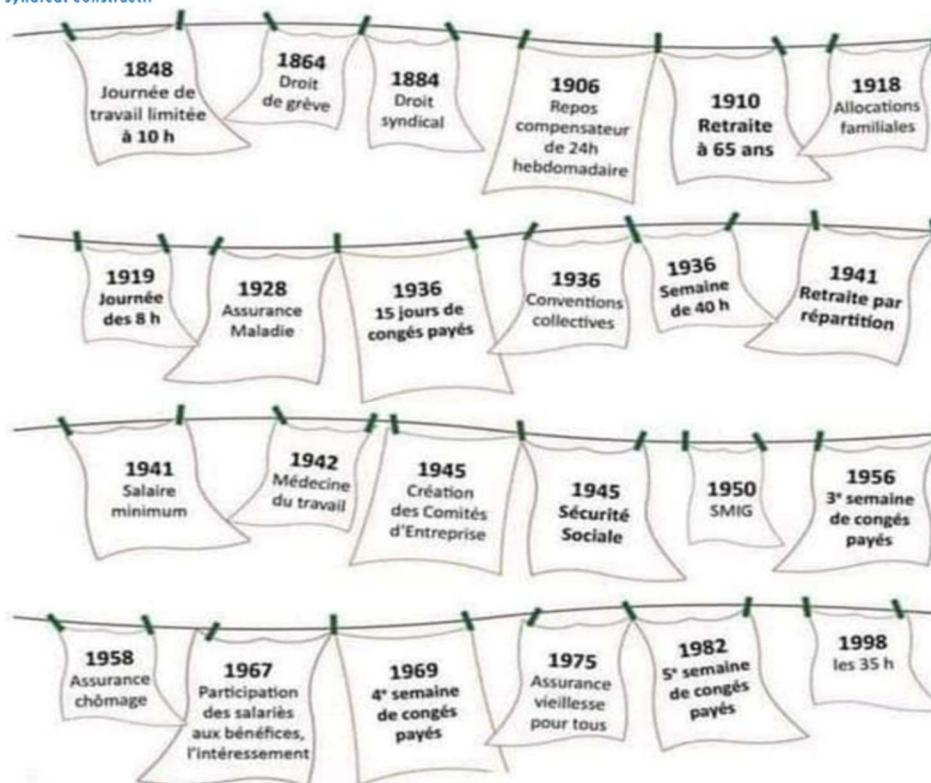 syndicat constructif
1848
Journée de
travail limitée
à 10 h
1864
Droit
de grève
1884
Droit
syndical
1906
Repos
compensateur
de 24h
hebdomadaire
1910
Retraite
à 65 ans
1918
Allocations
familiales
1919
Journée
des 8 h
1928
Assurance
Maladie
1936
15 jours de
congés payés
1936
Conventions
collectives
1936
Semaine
de 40 h
1941
Retraite par
répartition
1941
Salaire
minimum
1942
Médecine
du travail
1945
Création
des Comités
d'Entreprise
1945
Sécurité
Sociale
1950
SMIG
1956
3e semaine
de congés
payés
1958
Assurance
chômage
1967
Participation
des salariès
aux bénéfices,
l'intéressement
1969
4e semaine
de congés
payés
1975
Assurance
vieillesse
pour tous
1982
5e semaine
de congés
payés
1998
les 35 h